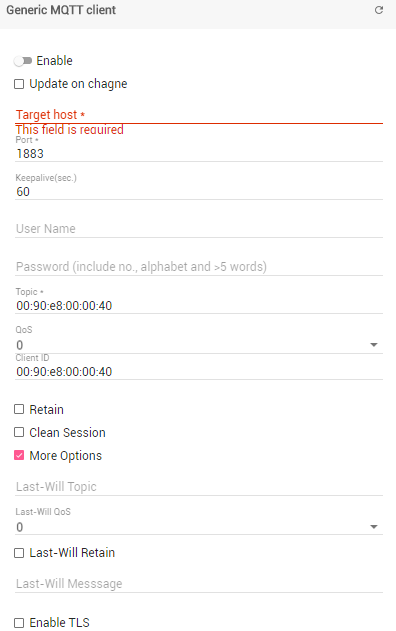 Generic MQTT client
Enable
Update on chagne
Target host *
This field is required
Port *
1883
Keepalive(sec.)
60
User Name
Password (include no., alphabet and >5 words)
Topic *
00:90:e8:00:00:40
QoS
0
Client ID
00:90:e8:00:00:40
Retain
Clean Session
More Options
Last-Will Topic
Last-Will QoS
0
Last-Will Retain
Last-Will Messsage
Enable TLS